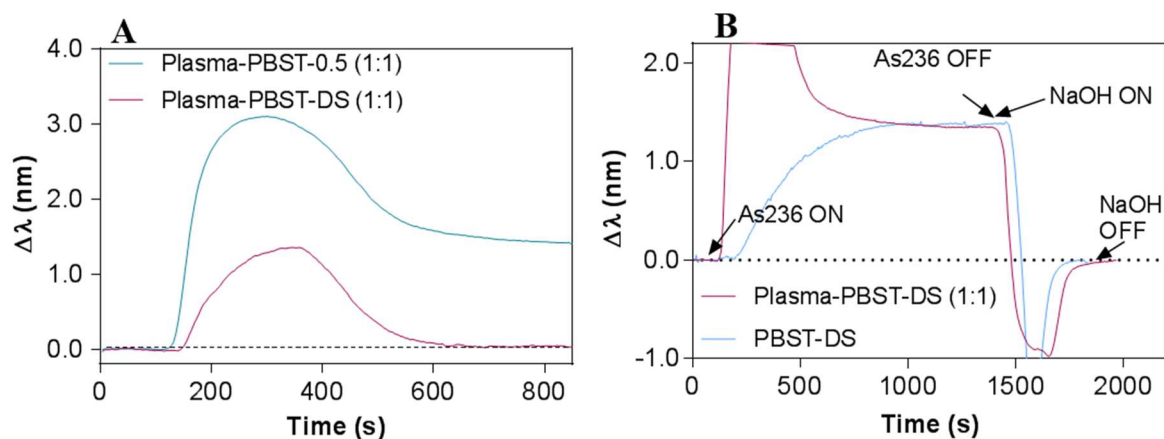 A
4.0
3.0
2.0
1.0
0.0
Δλ (nm)
Plasma-PBST-0.5 (1:1)
Plasma-PBST-DS (1:1)
0 200 400 600 800
Time (s)
B
2.0
1.0
0.0
-1.0
Δλ (nm)
As236 OFF
NaOH ON
As236 ON
NaOH
OFF
Plasma-PBST-DS (1:1)
PBST-DS
0 500 1000 1500 2000
Time (s)